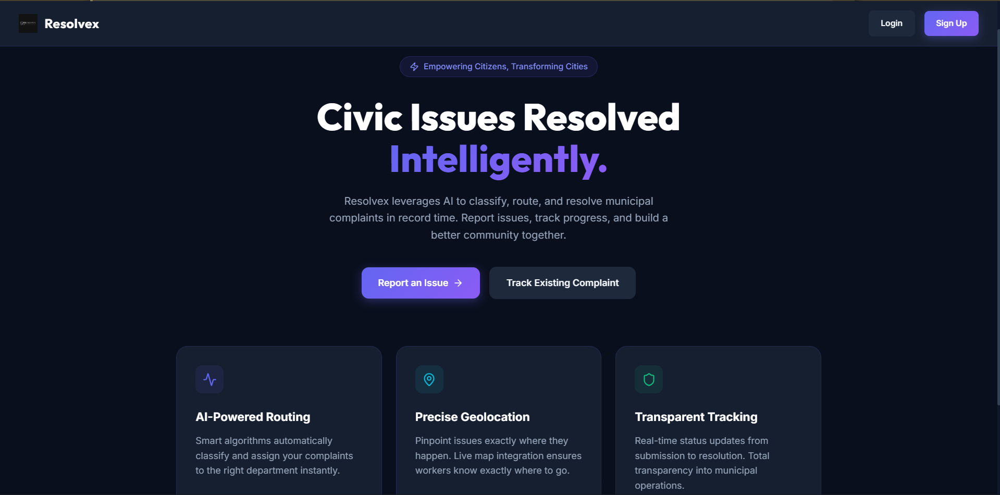 Resolvex
Login
Sign Up
Empowering Citizens, Transforming Cities
Civic Issues Resolved
Intelligently.
Resolvex leverages AI to classify, route, and resolve municipal
complaints in record time. Report issues, track progress, and build a
better community together.
Report an Issue →
Track Existing Complaint
AI-Powered Routing
Smart algorithms automatically
classify and assign your complaints
to the right department instantly.
Precise Geolocation
Pinpoint issues exactly where they
happen. Live map integration ensures
workers know exactly where to go.
Transparent Tracking
Real-time status updates from
submission to resolution. Total
transparency into municipal
operations.